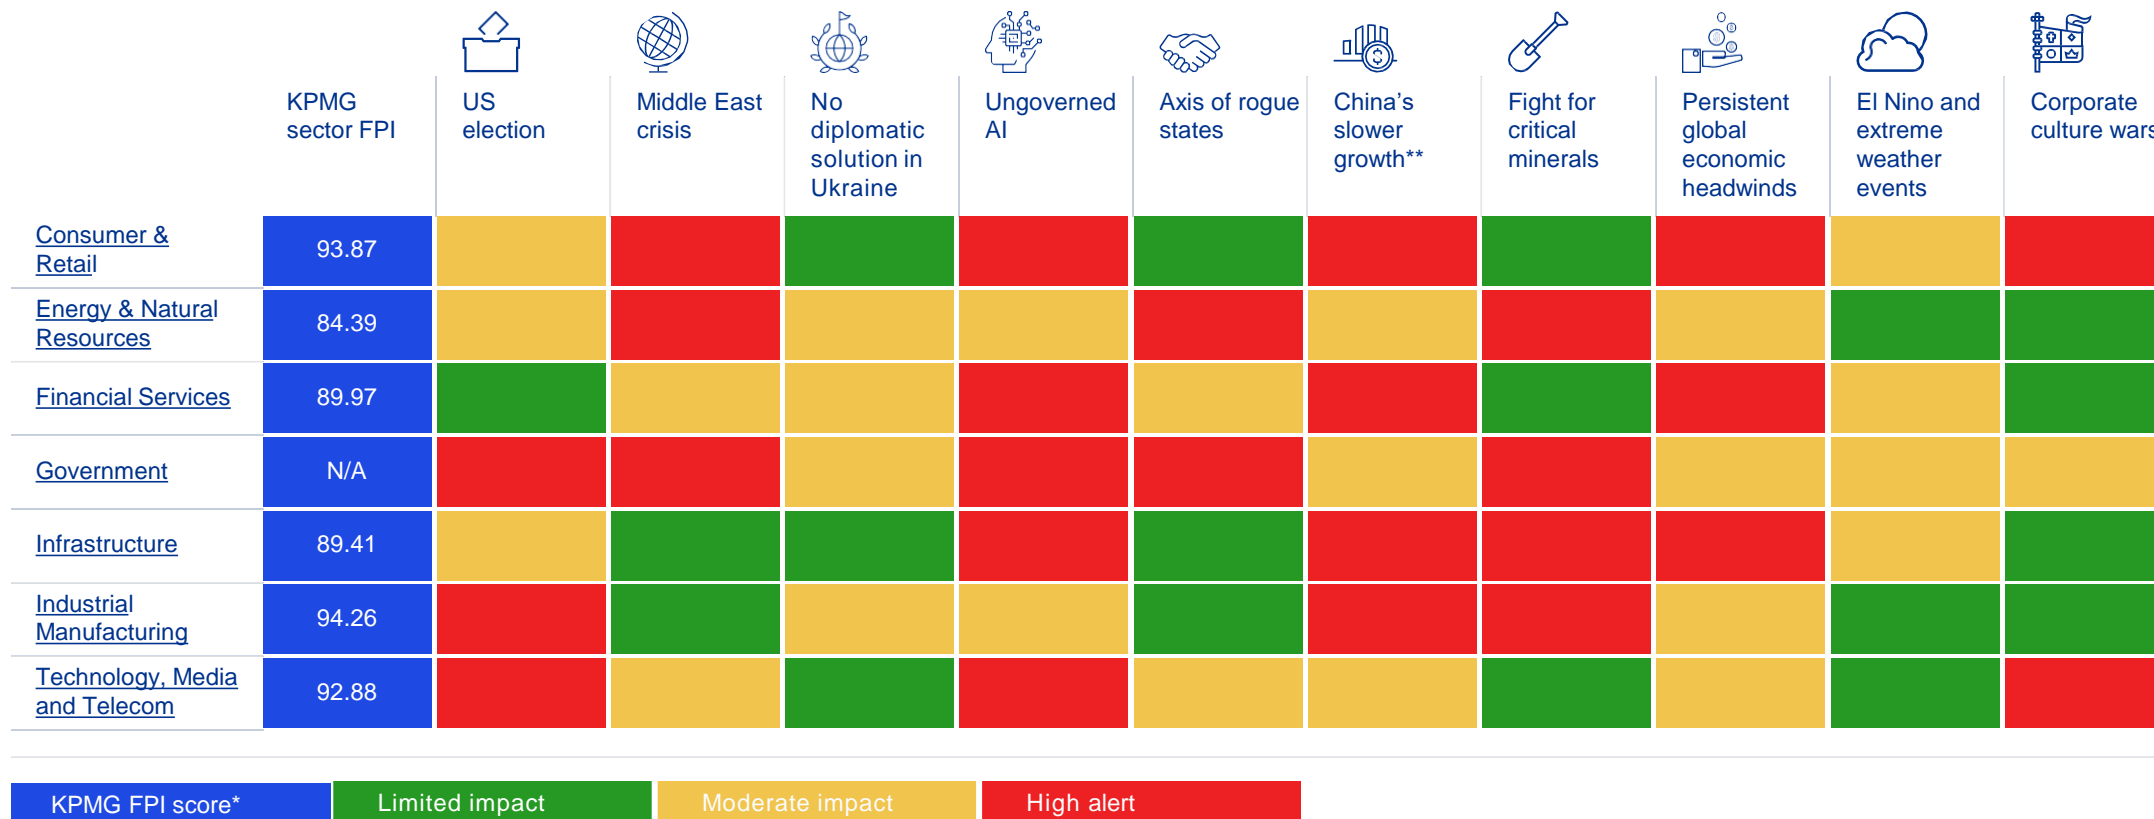 KPMG
sector FPI
US
election
Middle East
crisis
No
diplomatic
solution in
Ukraine
Ungoverned
AI
Axis of rogue
states
China’s
slower
growth**
Fight for
critical
minerals
Persistent
global
economic
headwinds
El Nino and
extreme
weather
events
Corporate
culture wars
Consumer &
Retail
93.87
Energy & Natural
Resources
84.39
Financial Services
89.97
Government
N/A
Infrastructure
89.41
Industrial
Manufacturing
94.26
Technology, Media
and Telecom
92.88
KPMG FPI score*
Limited impact
Moderate impact
High alert